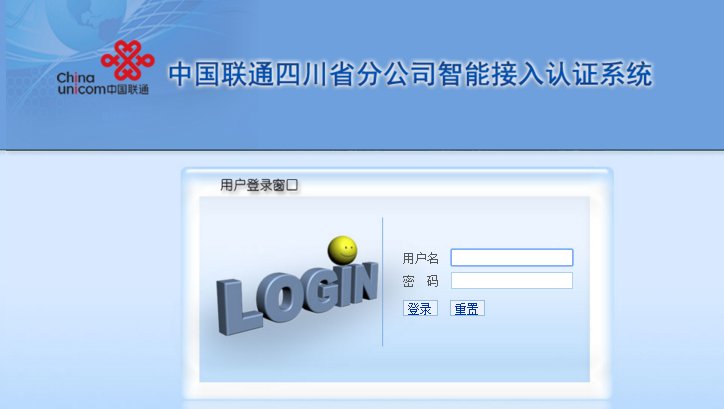 China
unicom中国联通
中国联通四川省分公司智能接入认证系统
用户登录窗口
LOGIN
用户名
密 码
登录 重置